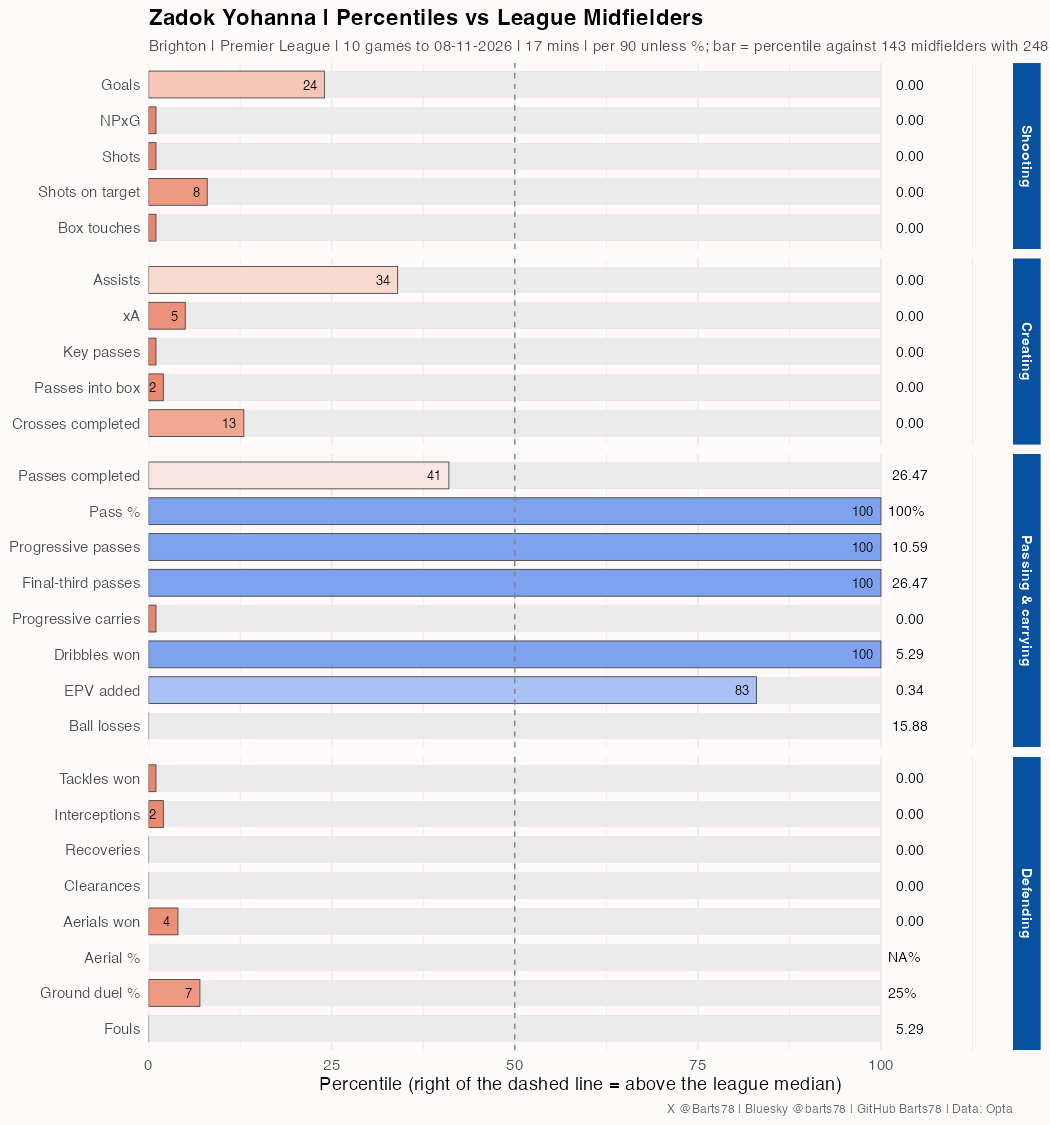 Zadok Yohanna | Percentiles vs League Midfielders
Brighton | Premier League | 10 games to 08-11-2026 | 17 mins | per 90 unless %; bar = percentile against 143 midfielders with 248
Goals 24 0.00
NPxG 0.00
Shots 0.00
Shots on target 8 0.00
Box touches 0.00
Shooting
Assists 34 0.00
xA 5 0.00
Key passes 0.00
Passes into box 2 0.00
Crosses completed 13 0.00
Creating
Passes completed 41 26.47
Pass % 100 100%
Progressive passes 100 10.59
Final-third passes 100 26.47
Progressive carries 0.00
Dribbles won 100 5.29
EPV added 83 0.34
Ball losses 15.88
Passing & carrying
Tackles won 0.00
Interceptions 2 0.00
Recoveries 0.00
Clearances 0.00
Aerials won 4 0.00
Aerial % NA%
Ground duel % 7 25%
Fouls 5.29
Defending
0 25 50 75 100
Percentile (right of the dashed line = above the league median)
X @Barts78 | Bluesky @barts78 | GitHub Barts78 | Data: Opta